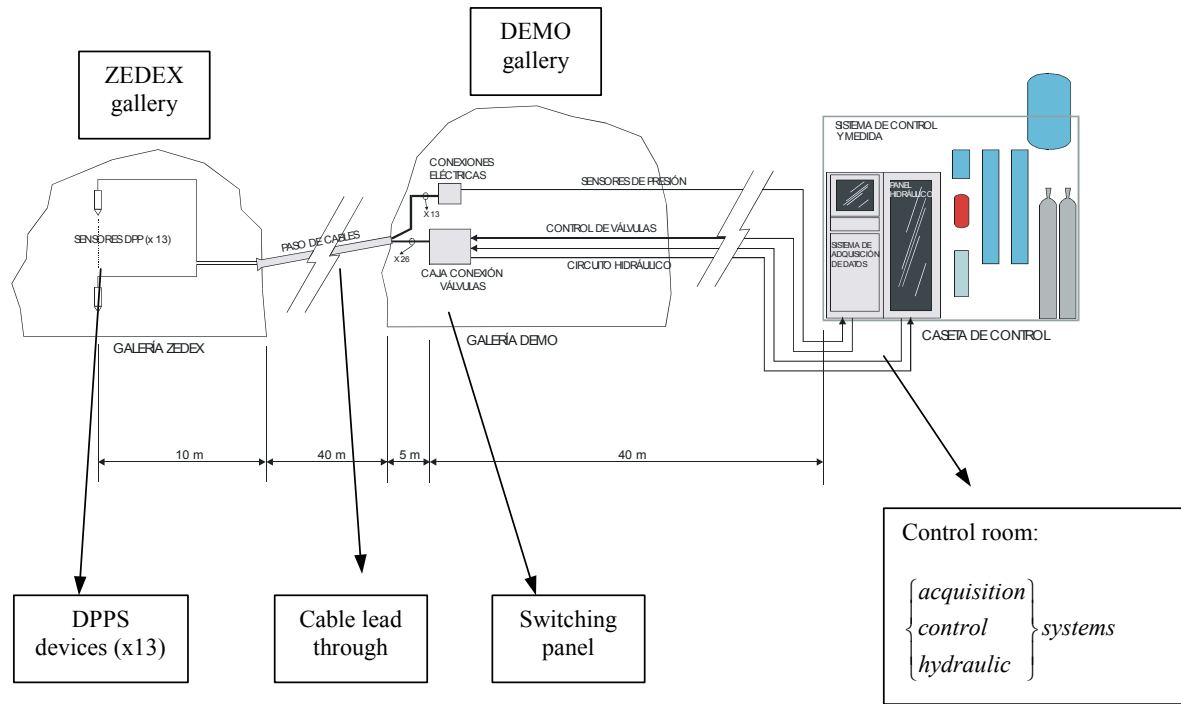 DEMO
gallery
ZEDEX
gallery
SISTEMA DE CONTROL
Y MEDIDA
CONEXIONES
ELÉCTRICAS
SENSORES DE PRESIÓN
PANEL
HIDRÁULICO
X 13
SENSORES DPP (x 13)
PASO DE CABLES
CONTROL DE VÁLVULAS
SISTEMA DE
ADQUISICIÓN
DE DATOS
X 26
CIRCUITO HIDRÁULICO
CAJA CONEXIÓN
VÁLVULAS
GALERÍA ZEDEX
GALERÍA DEMO
CASETA DE CONTROL
10 m
40 m
5 m
40 m
DPPS
devices (x13)
Cable lead
through
Switching
panel
Control room:
acquisition
control
hydraulic
systems